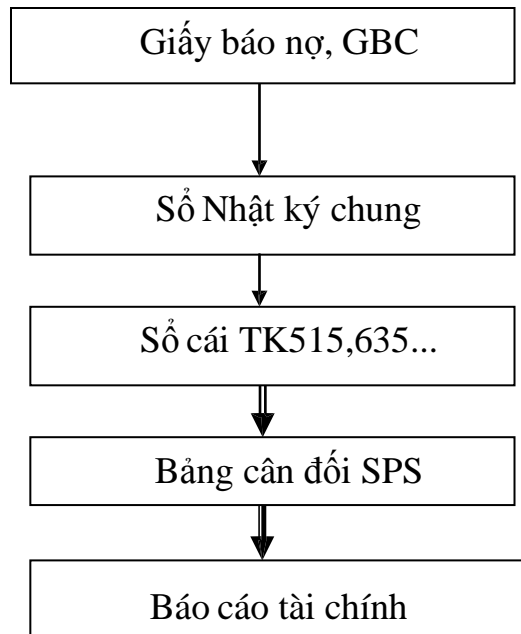 Giấy báo nợ, GBC
Sổ Nhật ký chung
Sổ cái TK515,635...
Bảng cân đối SPS
Báo cáo tài chính